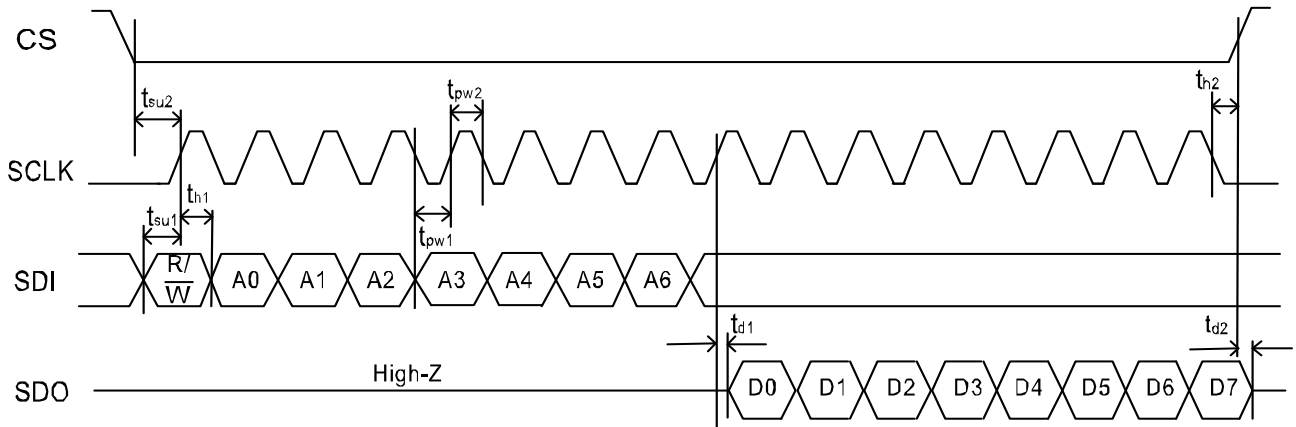 CS
tsu2
tpw2
th2
SCLK
tsu1
th1
tpw1
SDI
R/
W
A0
A1
A2
A3
A4
A5
A6
td1
td2
SDO
High-Z
D0
D1
D2
D3
D4
D5
D6
D7